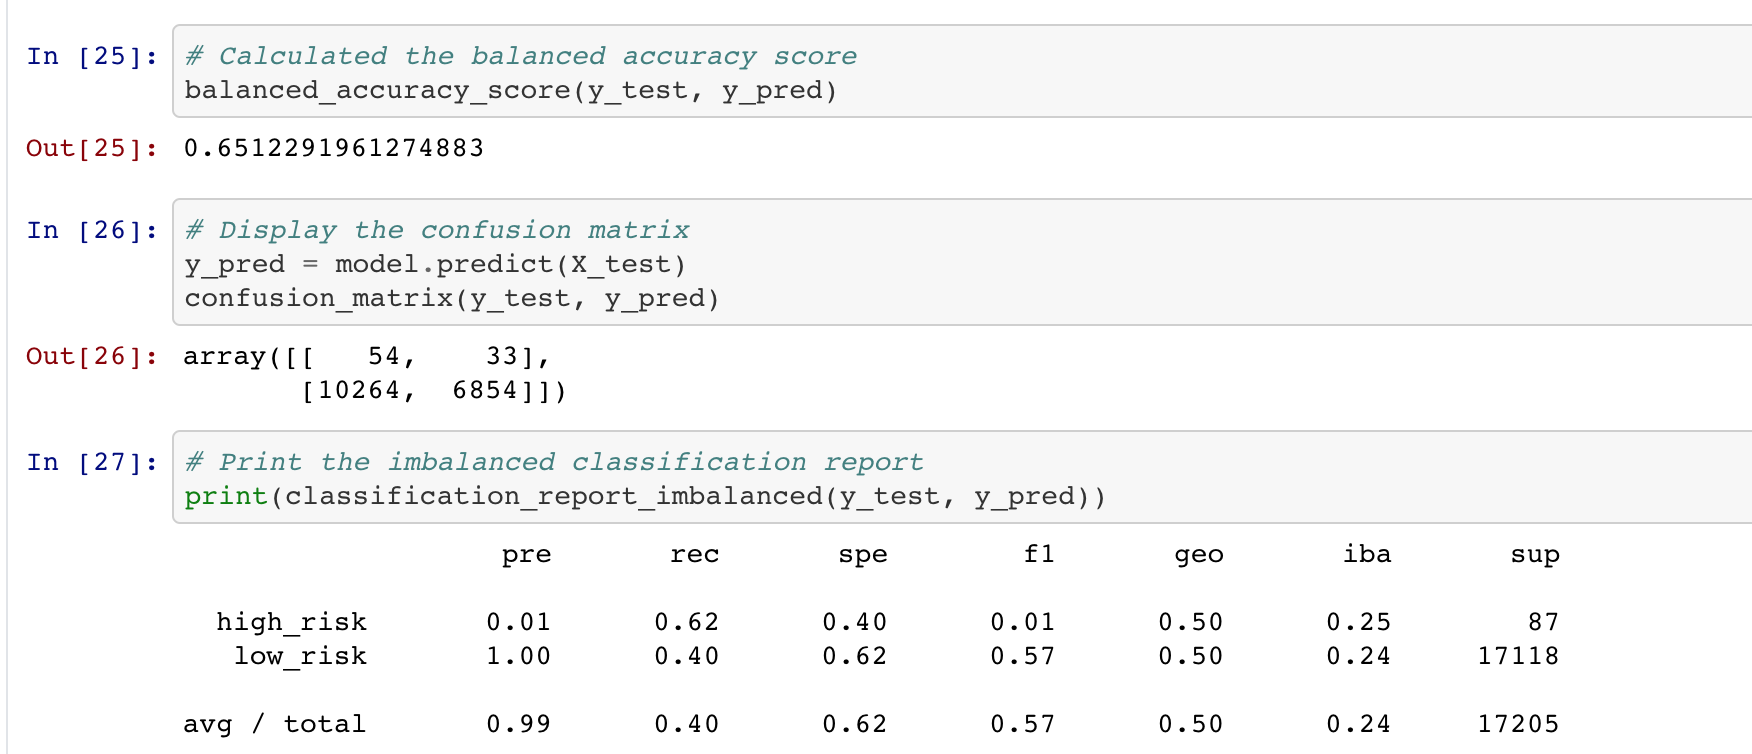 In [25]: # Calculated the balanced accuracy score
balanced_accuracy_score(y_test, y_pred)
Out[25]: 0.6512291961274883
In [26]: # Display the confusion matrix
y_pred = model.predict(X_test)
confusion_matrix(y_test, y_pred)
Out[26]: array([[   54,    33],
       [10264,  6854]])
In [27]: # Print the imbalanced classification report
print(classification_report_imbalanced(y_test, y_pred))
                   pre       rec       spe        f1       geo       iba       sup
  high_risk       0.01      0.62      0.40      0.01      0.50      0.25        87
   low_risk       1.00      0.40      0.62      0.57      0.50      0.24     17118
avg / total       0.99      0.40      0.62      0.57      0.50      0.24     17205